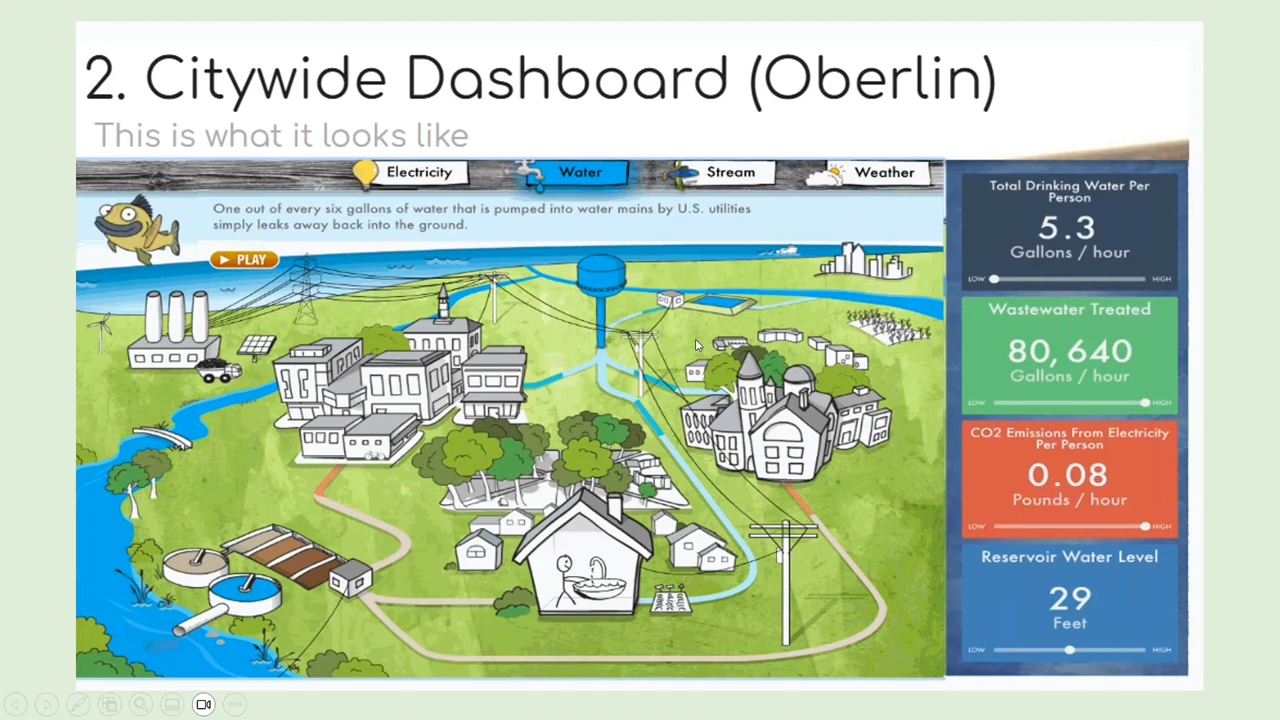 2. Citywide Dashboard (Oberlin)
This is what it looks like
Electricity
Water
Stream
Weather
One out of every six gallons of water that is pumped into water mains by U.S. utilities
simply leaks away back into the ground.
PLAY
Total Drinking Water Per
Person
5.3
Gallons / hour
LOW HIGH
Wastewater Treated
80,640
Gallons / hour
LOW HIGH
CO2 Emissions From Electricity
Per Person
0.08
Pounds / hour
LOW HIGH
Reservoir Water Level
29
Feet
LOW HIGH